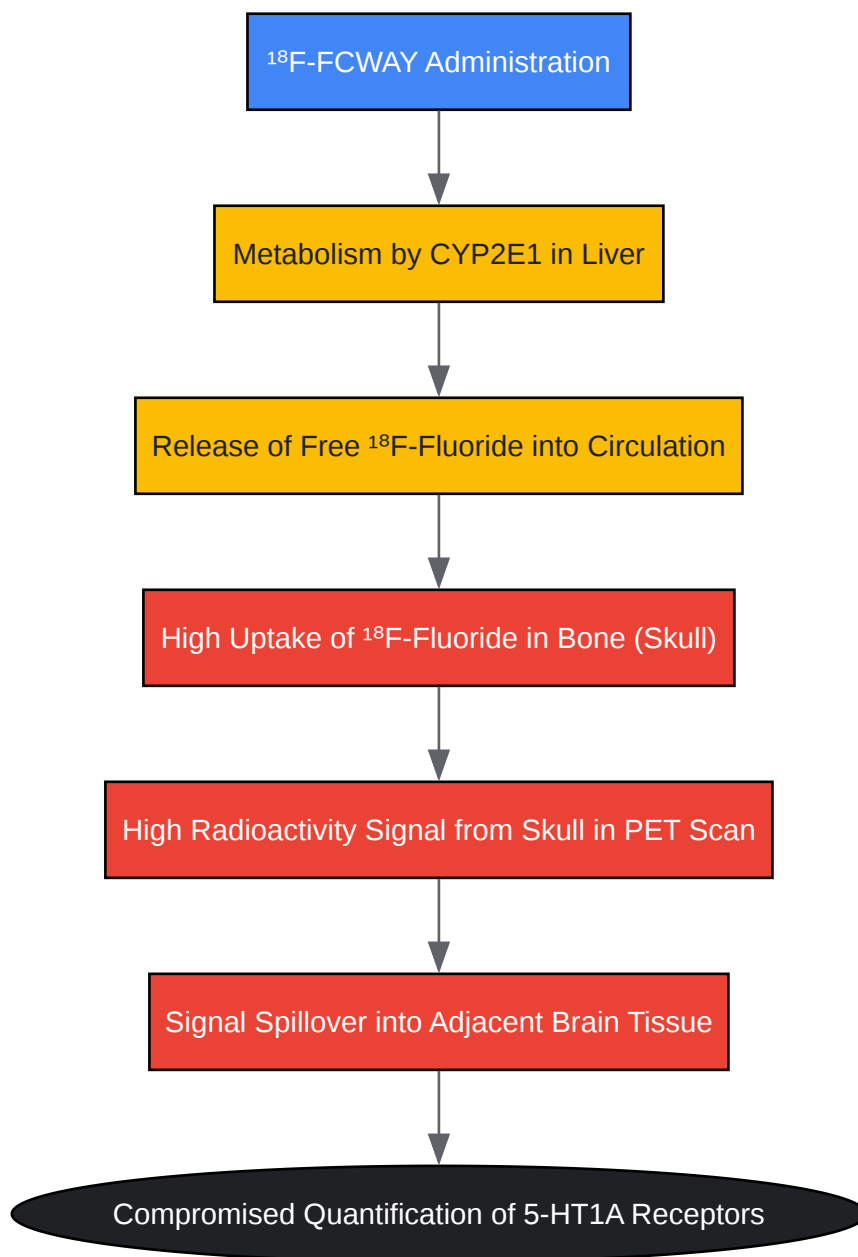 ¹⁸F-FCWAY Administration
Metabolism by CYP2E1 in Liver
Release of Free ¹⁸F-Fluoride into Circulation
High Uptake of ¹⁸F-Fluoride in Bone (Skull)
High Radioactivity Signal from Skull in PET Scan
Signal Spillover into Adjacent Brain Tissue
Compromised Quantification of 5-HT1A Receptors